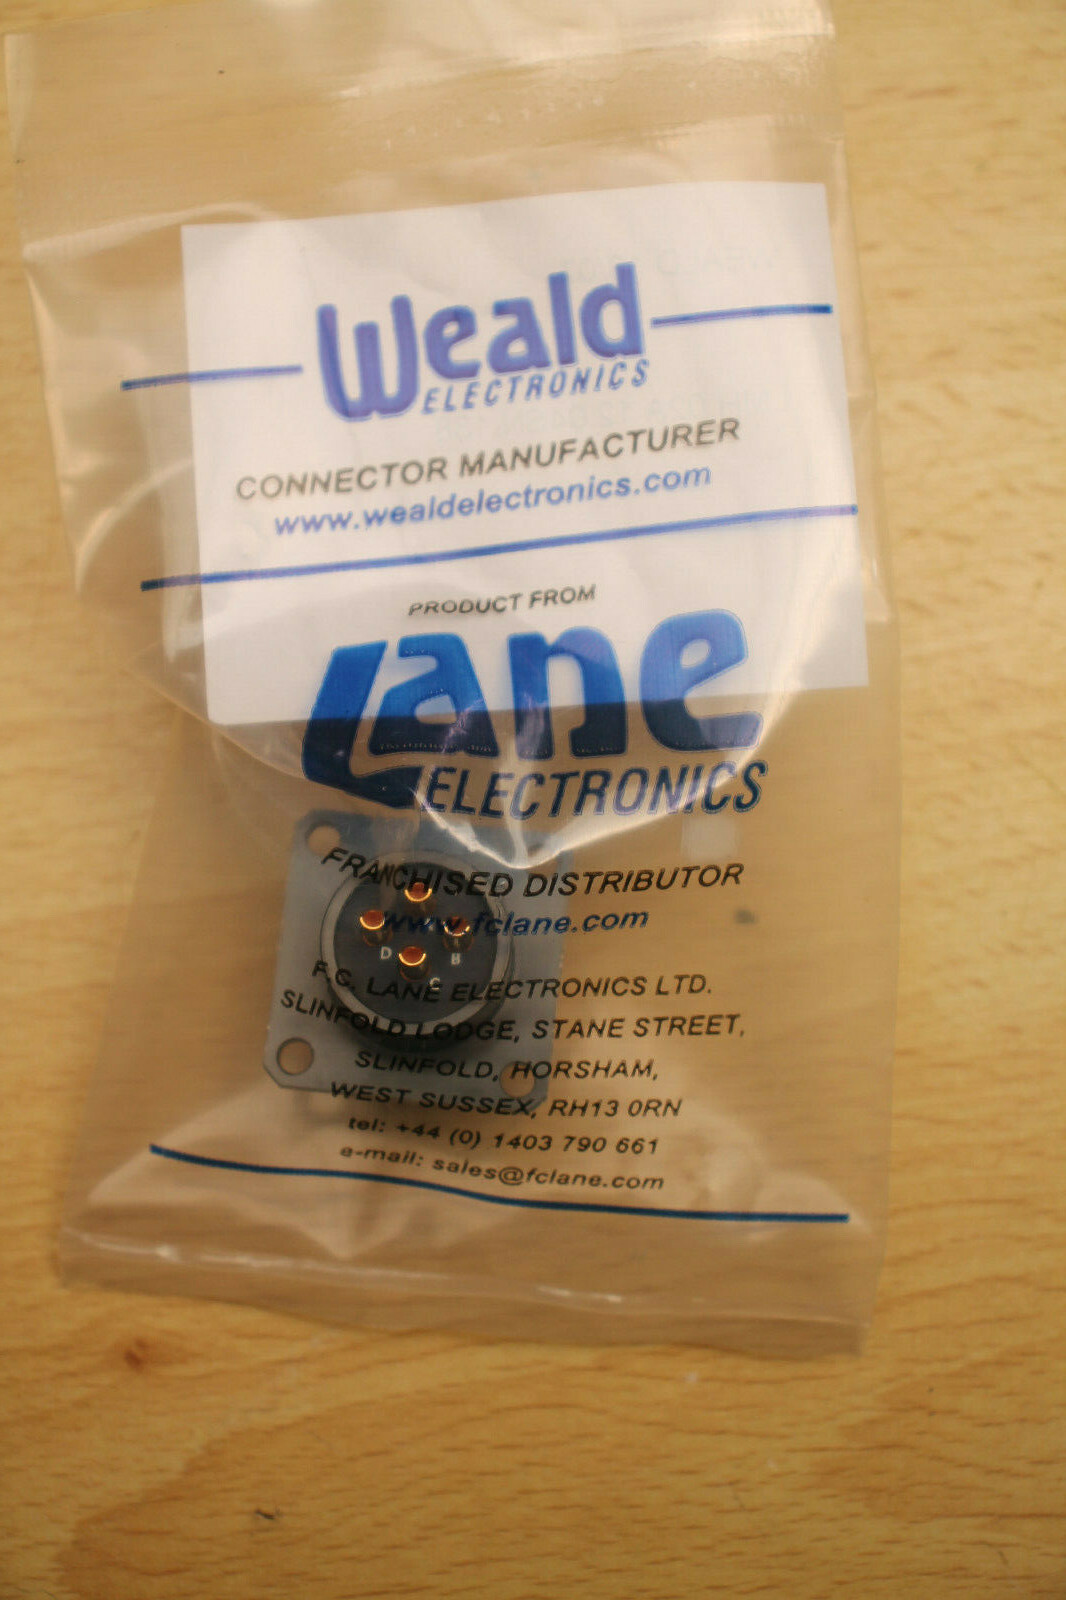 Weald
ELECTRONICS
CONNECTOR MANUFACTURER
www.wealdelectronics.com
PRODUCT FROM
Lane
ELECTRONICS
FRANCHISED DISTRIBUTOR
www.fclane.com
D B
C
F.C. LANE ELECTRONICS LTD.
SLINFOLD LODGE, STANE STREET,
SLINFOLD, HORSHAM,
WEST SUSSEX, RH13 0RN
tel: +44 (0) 1403 790 661
e-mail: sales@fclane.com